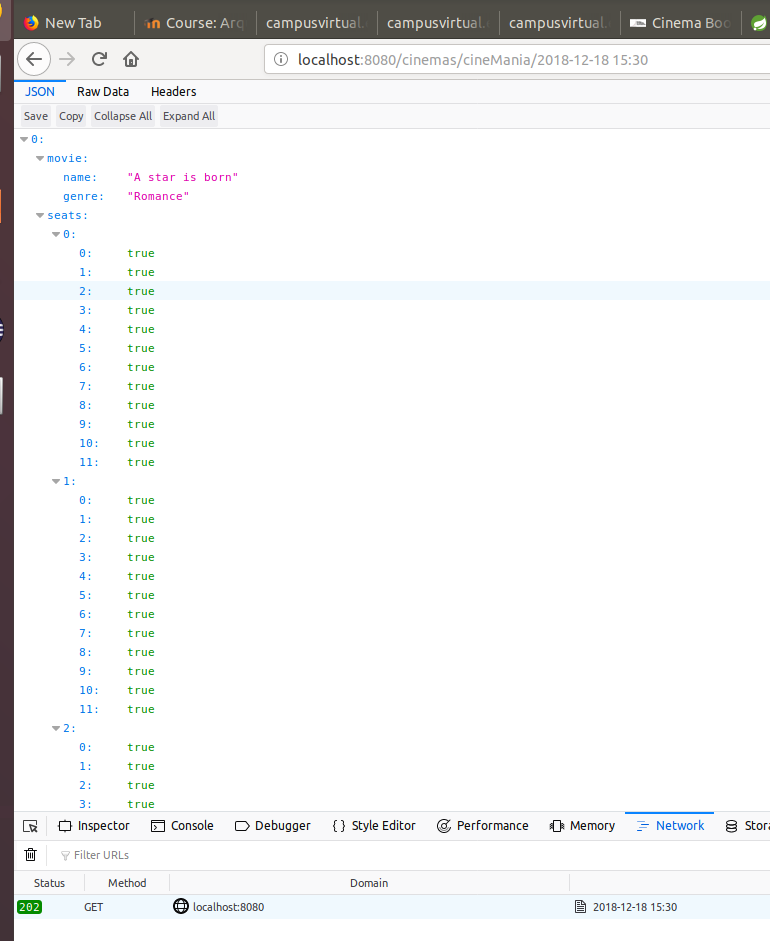 New Tab Course: Arq campusvirtual. campusvirtual. campusvirtual. Cinema Boo
localhost:8080/cinemas/cineMania/2018-12-18 15:30
JSON Raw Data Headers
Save Copy Collapse All Expand All
0:
movie:
name: "A star is born"
genre: "Romance"
seats:
0:
0: true
1: true
2: true
3: true
4: true
5: true
6: true
7: true
8: true
9: true
10: true
11: true
1:
0: true
1: true
2: true
3: true
4: true
5: true
6: true
7: true
8: true
9: true
10: true
11: true
2:
0: true
1: true
2: true
3: true
Inspector Console Debugger { } Style Editor Performance Memory Network Stora
Filter URLs
Status Method Domain
202 GET localhost:8080 2018-12-18 15:30